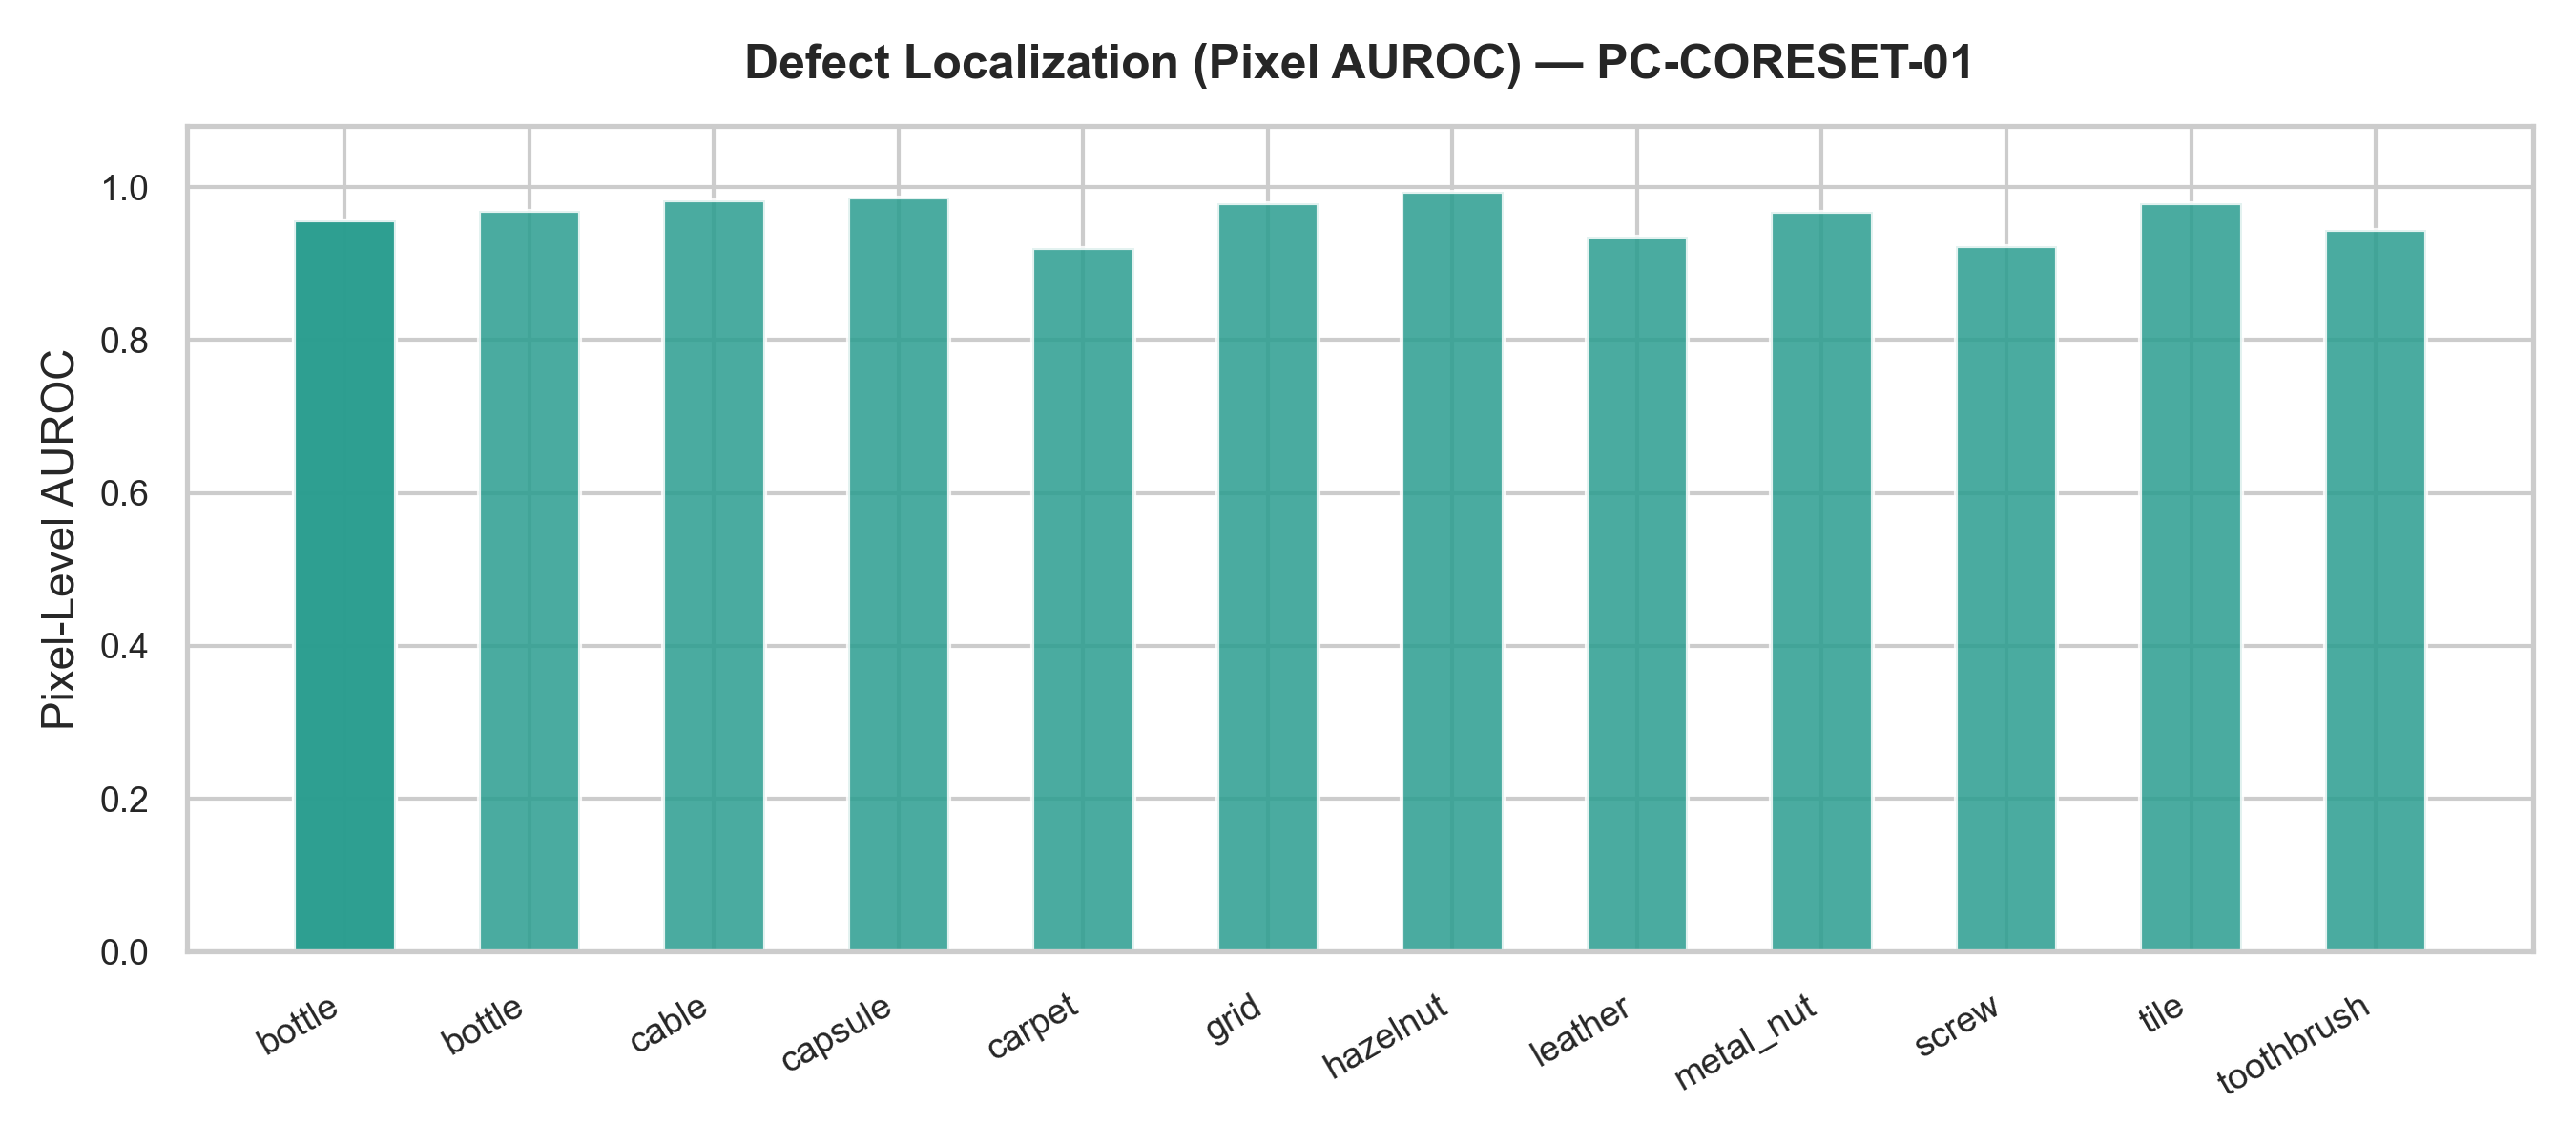 Defect Localization (Pixel AUROC) — PC-CORESET-01
Pixel-Level AUROC
1.0
0.8
0.6
0.4
0.2
0.0
bottle
bottle
cable
capsule
carpet
grid
hazelnut
leather
metal_nut
screw
tile
toothbrush